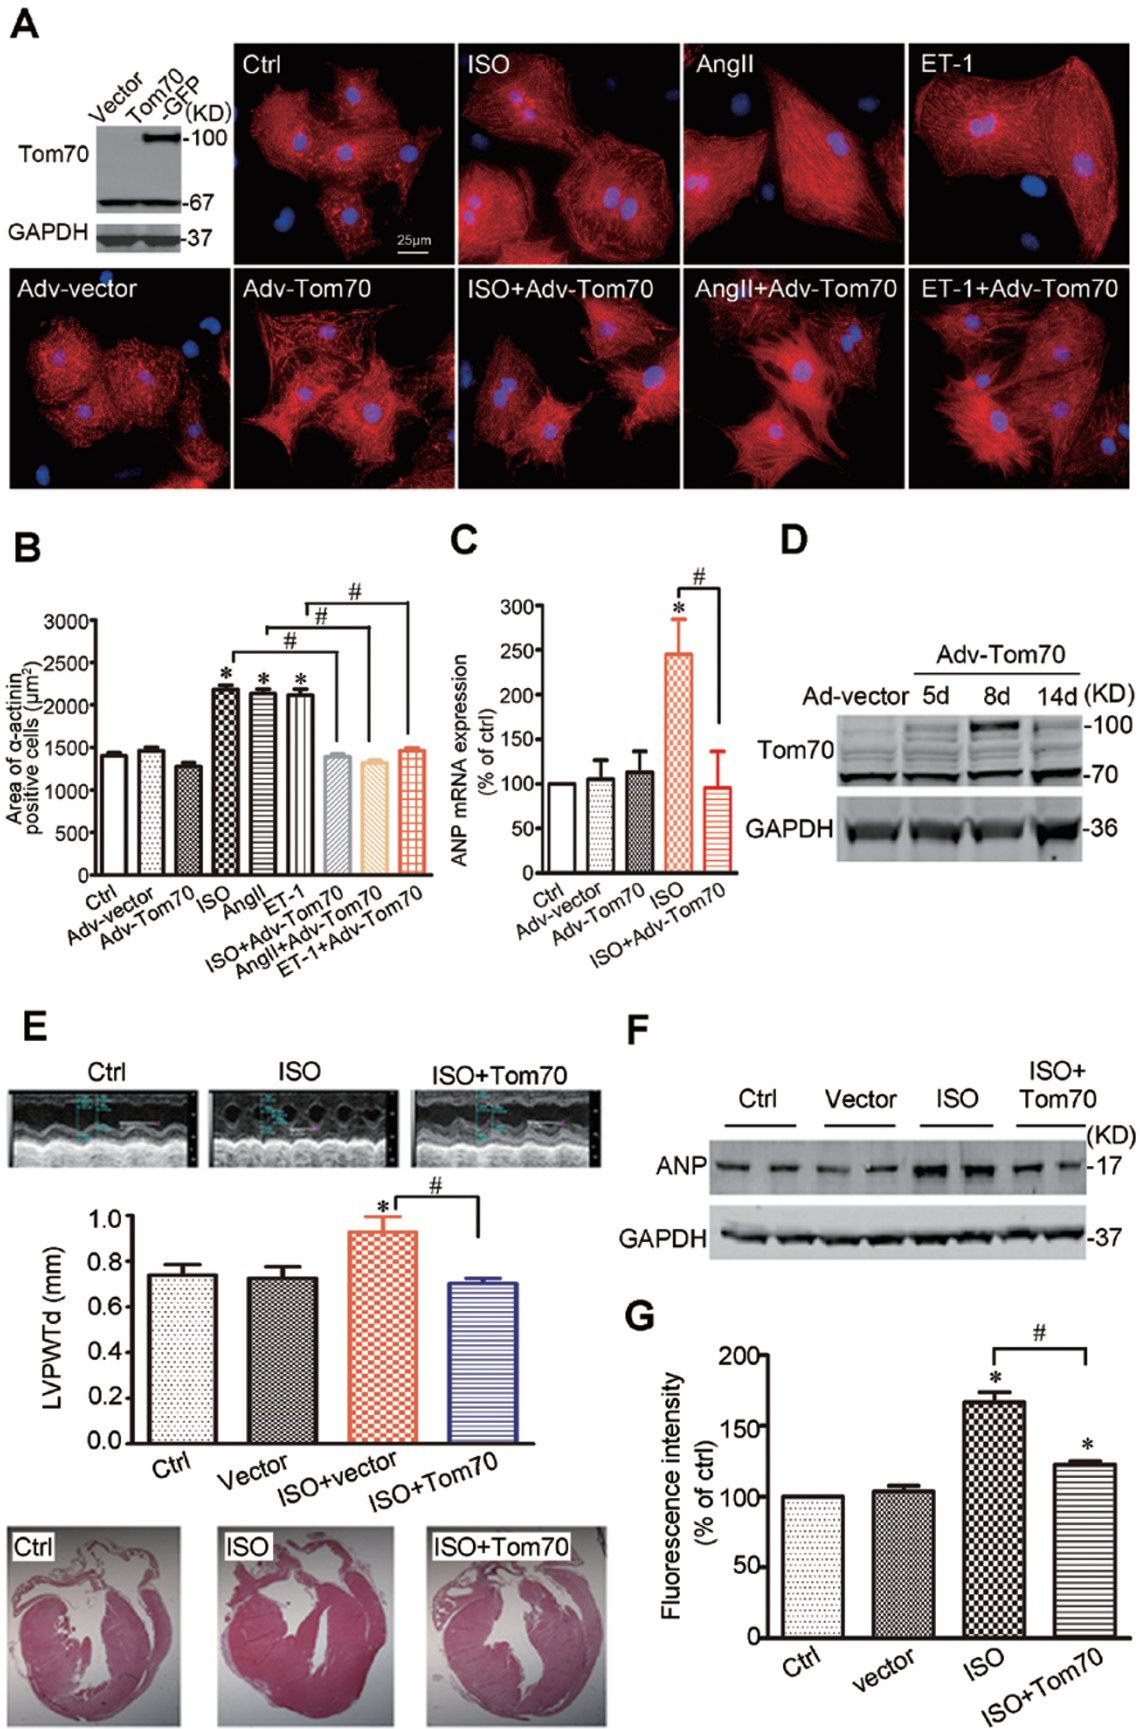 A
Vector
Tom70
-GFP
(KD)
Tom70
-100
-67
GAPDH
-37
Ctrl
25μm
ISO
AngII
ET-1
Adv-vector
Adv-Tom70
ISO+Adv-Tom70
AngII+Adv-Tom70
ET-1+Adv-Tom70
B
Area of α-actinin
positive cells (μm²)
3000
2500
2000
1500
1000
500
0
* * *
# # #
Ctrl
Adv-vector
Adv-Tom70
ISO
AngII
ET-1
ISO+Adv-Tom70
AngII+Adv-Tom70
ET-1+Adv-Tom70
C
ANP mRNA expression
(% of ctrl)
300
250
200
150
100
50
0
*
#
Ctrl
Adv-vector
Adv-Tom70
ISO
ISO+Adv-Tom70
D
Adv-Tom70
Ad-vector 5d 8d 14d (KD)
Tom70
-100
-70
GAPDH
-36
E
Ctrl
ISO
ISO+Tom70
LVPWTd (mm)
1.0
0.8
0.6
0.4
0.2
0.0
*
#
Ctrl
Vector
ISO+vector
ISO+Tom70
Ctrl
ISO
ISO+Tom70
F
Ctrl Vector ISO ISO+
Tom70
(KD)
ANP
-17
GAPDH
-37
G
Fluorescence intensity
(% of ctrl)
200
150
100
50
0
*
#
*
Ctrl
vector
ISO
ISO+Tom70